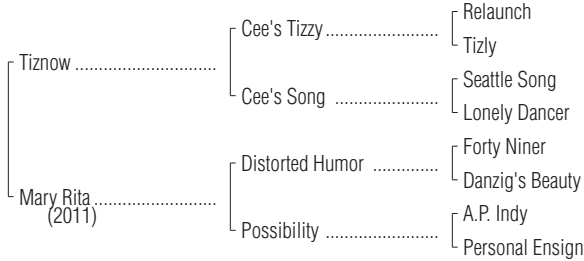 Relaunch
Cee's Tizzy
Tizly
Tiznow
Seattle Song
Cee's Song
Lonely Dancer
Forty Niner
Distorted Humor
Danzig's Beauty
Mary Rita
(2011)
A.P. Indy
Possibility
Personal Ensign